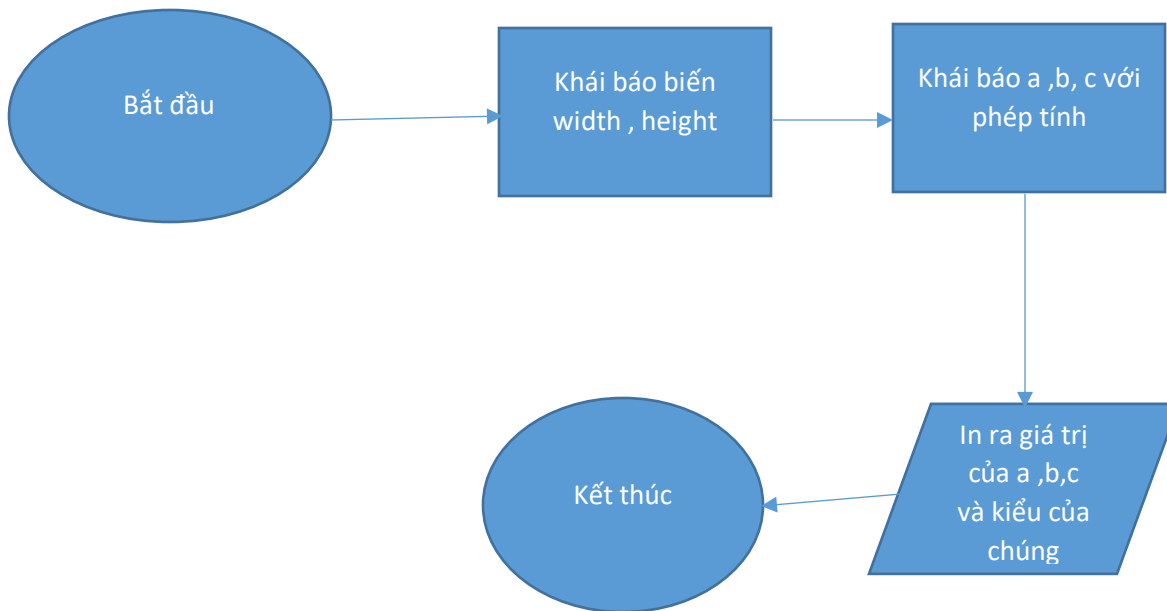 Bắt đầu
Khái báo biến
width , height
Khái báo a ,b, c với
phép tính
In ra giá trị
của a ,b,c
và kiểu của
chúng
Kết thúc